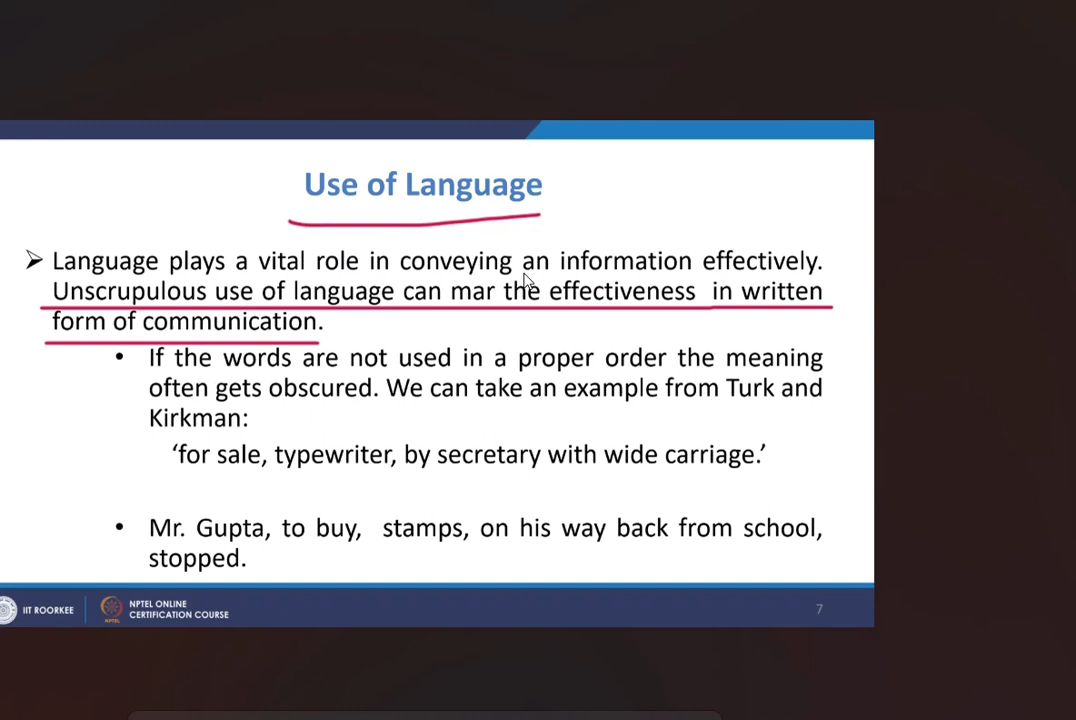 Use of Language
Language plays a vital role in conveying an information effectively.
Unscrupulous use of language can mar the effectiveness in written
form of communication.
• If the words are not used in a proper order the meaning
often gets obscured. We can take an example from Turk and
Kirkman:
‘for sale, typewriter, by secretary with wide carriage.’
• Mr. Gupta, to buy, stamps, on his way back from school,
stopped.
IIT ROORKEE
NPTEL ONLINE
CERTIFICATION COURSE
7